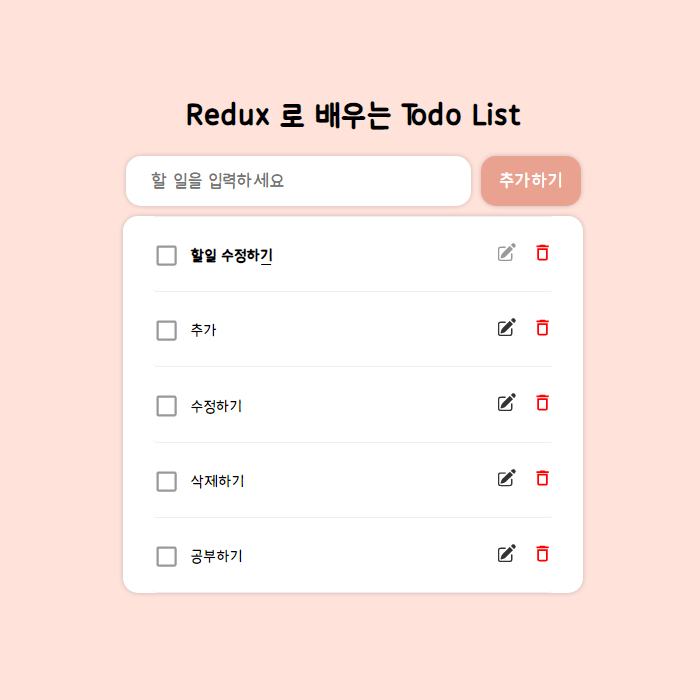 Redux 로 배우는 Todo List
할 일을 입력하세요
추가하기
할일 수정하기
추가
수정하기
삭제하기
공부하기